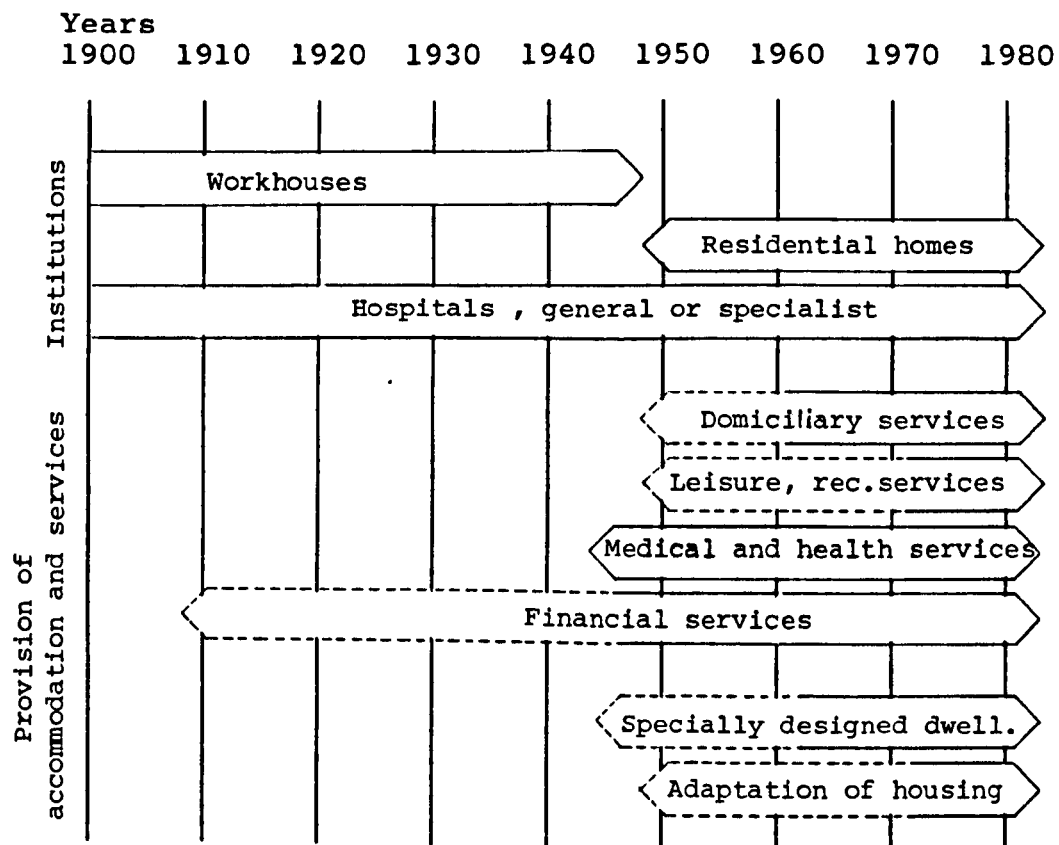 Years
1900 1910 1920 1930 1940 1950 1960 1970 1980
Institutions
Workhouses
Residential homes
Hospitals , general or specialist
Provision of
accommodation and services
Domiciliary services
Leisure, rec.services
Medical and health services
Financial services
Specially designed dwell.
Adaptation of housing